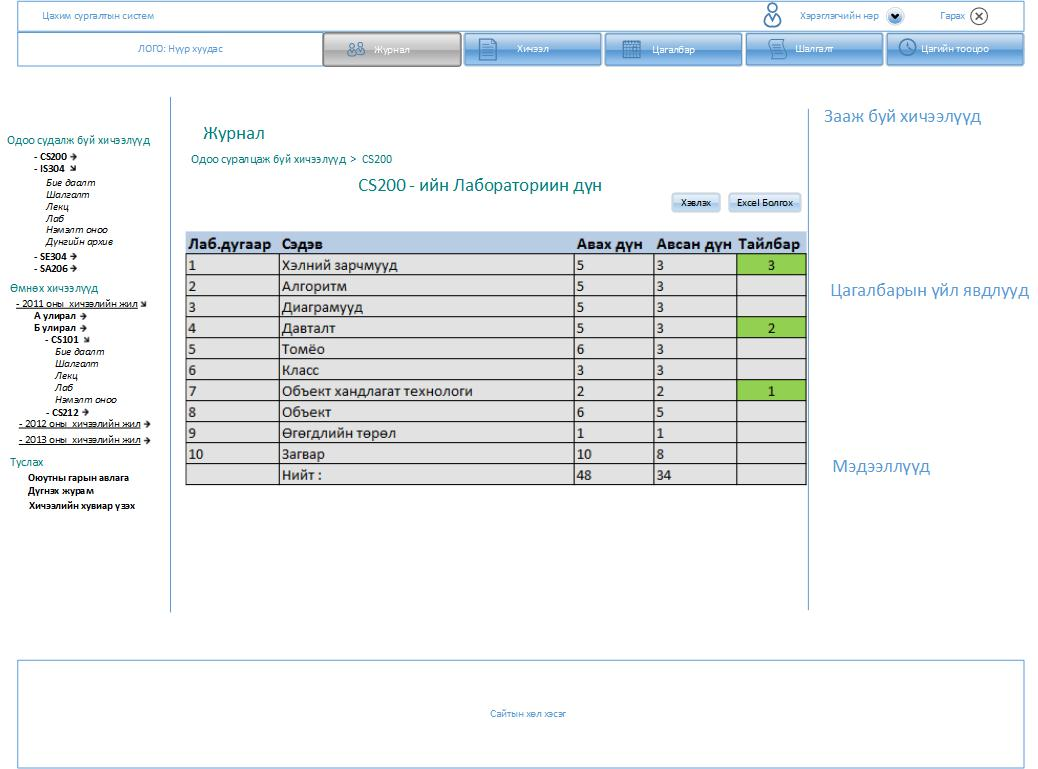 Цахим сургалтын систем
Хэрэглэгчийн нэр
Гарах
ЛОГО: Нүүр хуудас
Журнал
Хичээл
Цагалбар
Шалгалт
Цагийн тооцоо
Одоо судалж буй хичээлүүд
- CS200
- IS304
Бие даалт
Шалгалт
Лекц
Лаб
Нэмэлт оноо
Дүнгийн архив
- SE304
- SA206
Өмнөх хичээлүүд
- 2011 оны хичээлийн жил
А улирал
Б улирал
- CS101
Бие даалт
Шалгалт
Лекц
Лаб
Нэмэлт оноо
- CS212
- 2012 оны хичээлийн жил
- 2013 оны хичээлийн жил
Туслах
Оюутны гарын авлага
Дүгнэх журам
Хичээлийн хувиар үзэх
Журнал
Одоо суралцаж буй хичээлүүд > CS200
CS200 - ийн Лабораториин дүн
Хэвлэх
Excel Болгох
Лаб.дугаар Сэдэв Авах дүн Авсан дүн Тайлбар
1 Хэлний зарчмууд 5 3 3
2 Алгоритм 5 3
3 Диаграмууд 5 3
4 Давталт 5 3 2
5 Томёо 6 3
6 Класс 3 3
7 Объект хандлагат технологи 2 2 1
8 Объект 6 5
9 Өгөгдлийн төрөл 1 1
10 Загвар 10 8
Нийт : 48 34
Зааж буй хичээлүүд
Цагалбарын үйл явдлууд
Мэдээллүүд
Сайтын хөл хэсэг